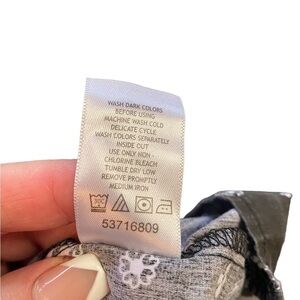 WASH DARK COLORS
BEFORE USING
MACHINE WASH COLD
DELICATE CYCLE
WASH COLORS SEPARATELY
INSIDE OUT
USE ONLY NON -
CHLORINE BLEACH
TUMBLE DRY LOW
REMOVE PROMPTLY
MEDIUM IRON
53716809